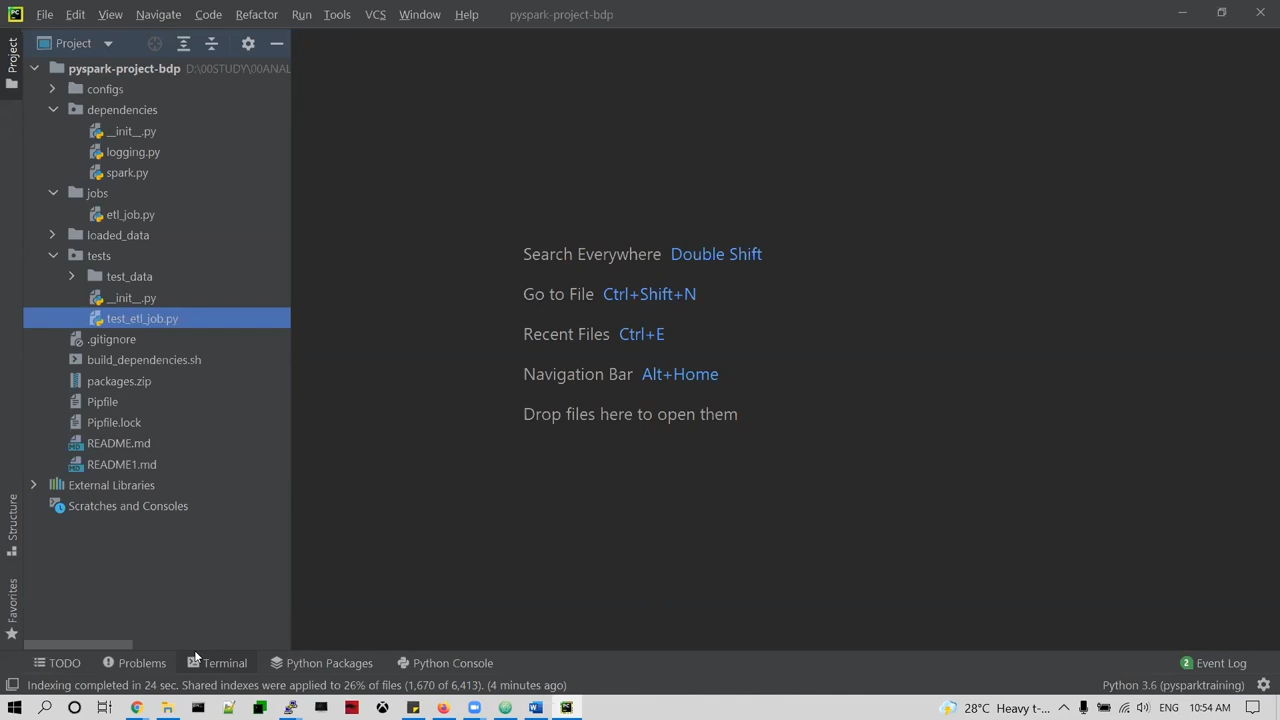 PC File Edit View Navigate Code Refactor Run Tools VCS Window Help pyspark-project-bdp
Project
Project
pyspark-project-bdp D:\00STUDY\00ANAL
configs
dependencies
__init__.py
logging.py
spark.py
jobs
etl_job.py
loaded_data
tests
test_data
__init__.py
test_etl_job.py
.gitignore
build_dependencies.sh
packages.zip
Pipfile
Pipfile.lock
README.md
README1.md
External Libraries
Scratches and Consoles
Search Everywhere Double Shift
Go to File Ctrl+Shift+N
Recent Files Ctrl+E
Navigation Bar Alt+Home
Drop files here to open them
Structure
Favorites
TODO Problems Terminal Python Packages Python Console 2 Event Log
Indexing completed in 24 sec. Shared indexes were applied to 26% of files (1,670 of 6,413). (4 minutes ago) Python 3.6 (pysparktraining)
28°C Heavy t-... ENG 10:54 AM